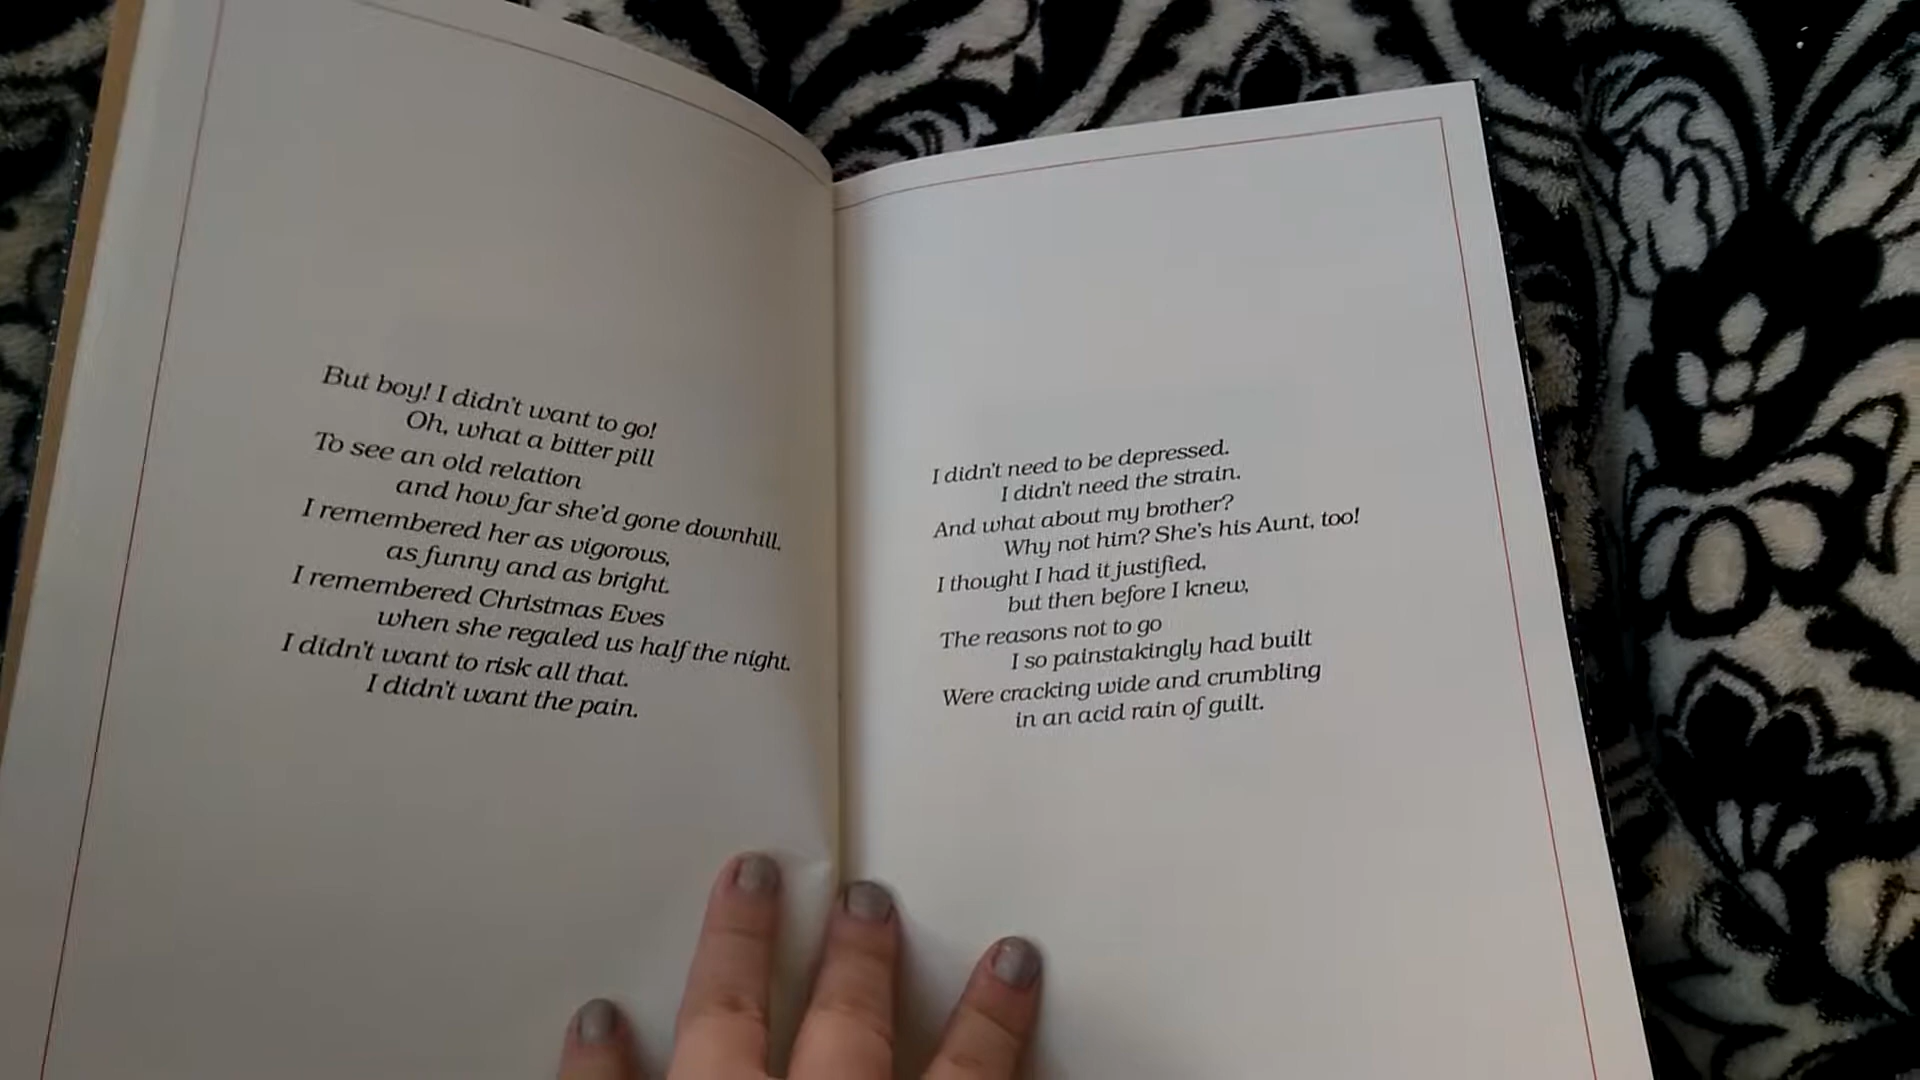 But boy! I didn't want to go!
Oh, what a bitter pill
To see an old relation
and how far she'd gone downhill.
I remembered her as vigorous,
as funny and as bright.
I remembered Christmas Eves
when she regaled us half the night.
I didn't want to risk all that.
I didn't want the pain.
I didn't need to be depressed.
I didn't need the strain.
And what about my brother?
Why not him? She's his Aunt, too!
I thought I had it justified,
but then before I knew,
The reasons not to go
I so painstakingly had built
Were cracking wide and crumbling
in an acid rain of guilt.